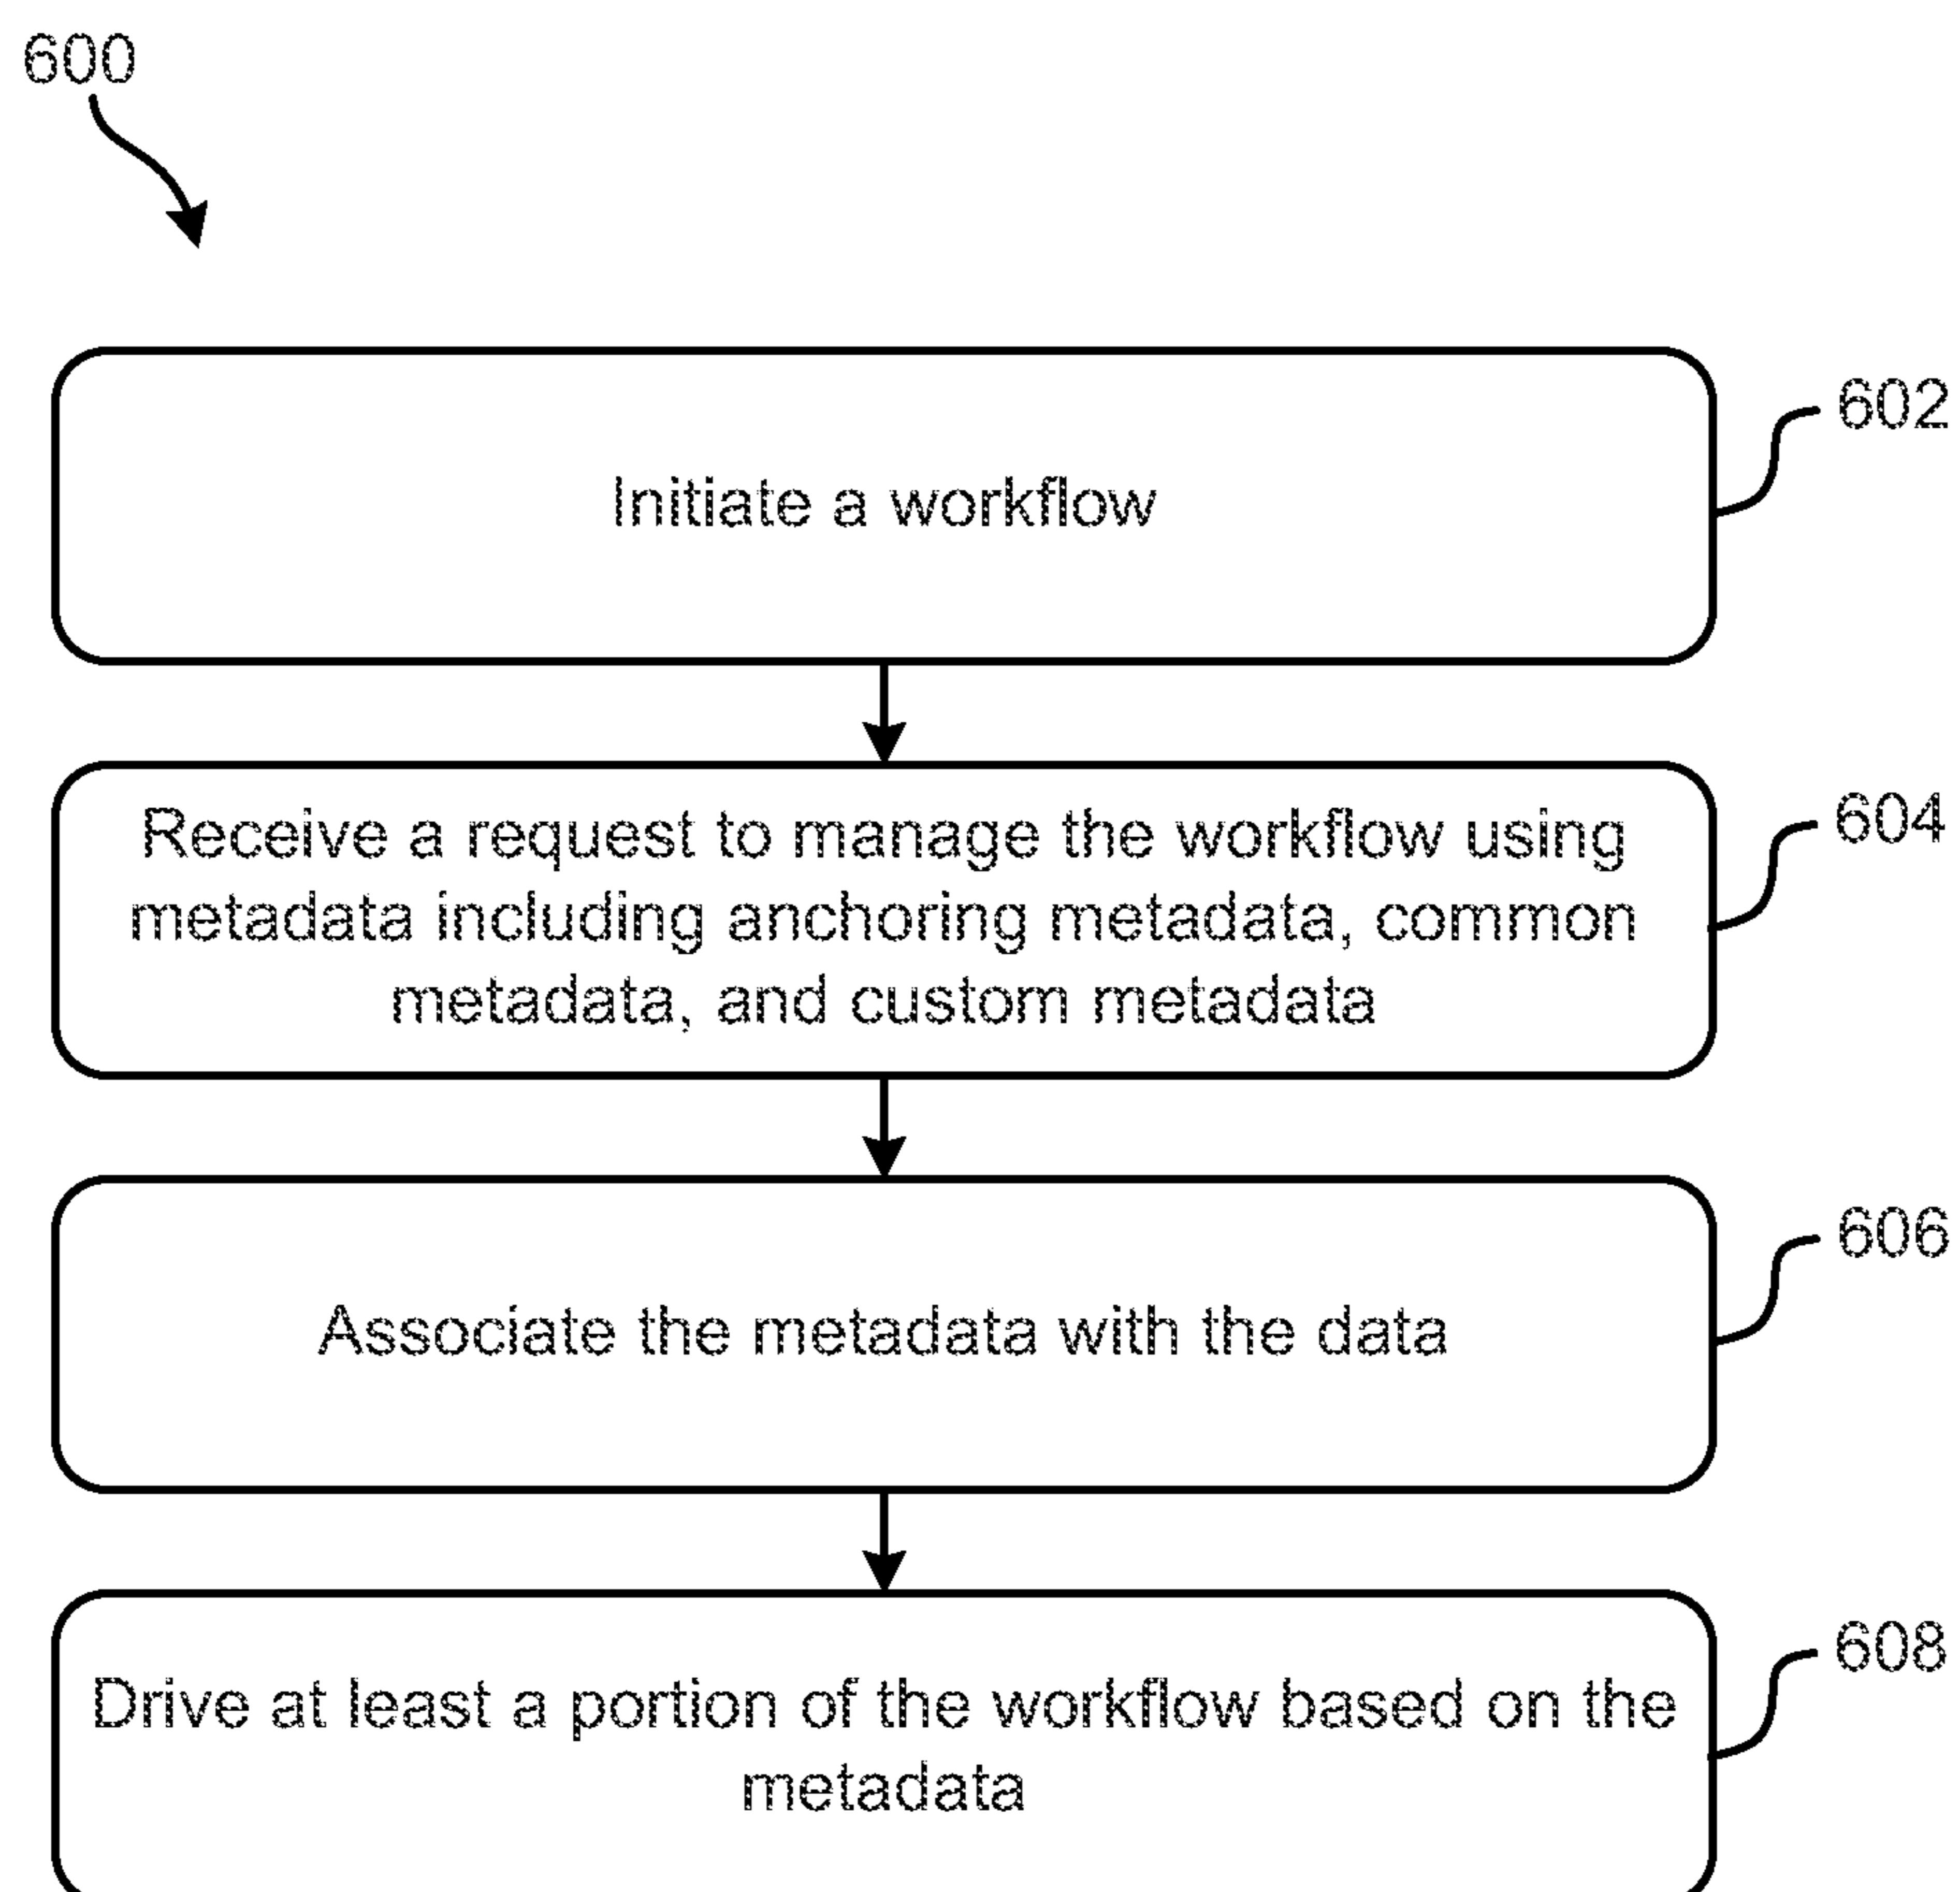 600
602
Initiate a workflow
604
Receive a request to manage the workflow using
metadata including anchoring metadata, common
metadata, and custom metadata
606
Associate the metadata with the data
608
Drive at least a portion of the workflow based on the
metadata